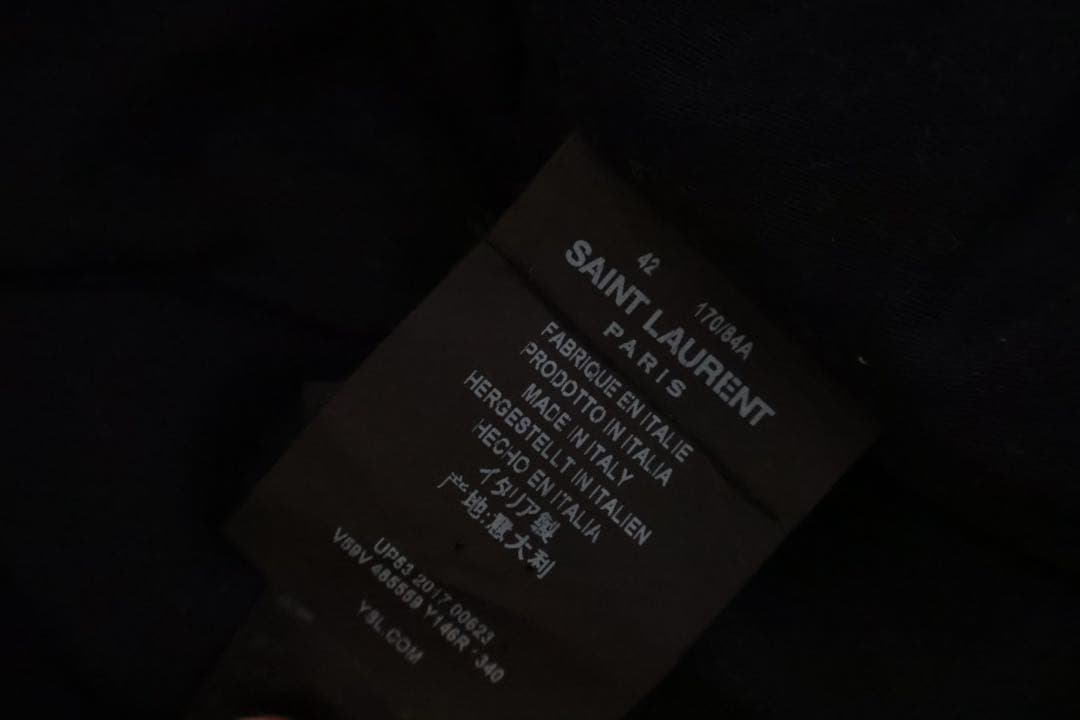 42 170/84A
SAINT LAURENT
PARIS
FABRIQUE EN ITALIE
PRODOTTO IN ITALIA
MADE IN ITALY
HERGESTELLT IN ITALIEN
HECHO EN ITALIA
イタリア製
产地:意大利
UP53 2017 00623
V59V 485559 Y146R - 340
YSL.COM